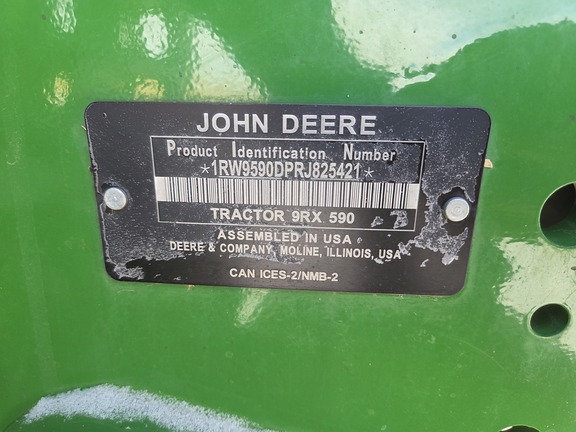 JOHN DEERE
Product Identification Number
*1RW9590DPRJ825421*
TRACTOR 9RX 590
ASSEMBLED IN USA
DEERE & COMPANY, MOLINE, ILLINOIS, USA
CAN ICES-2/NMB-2